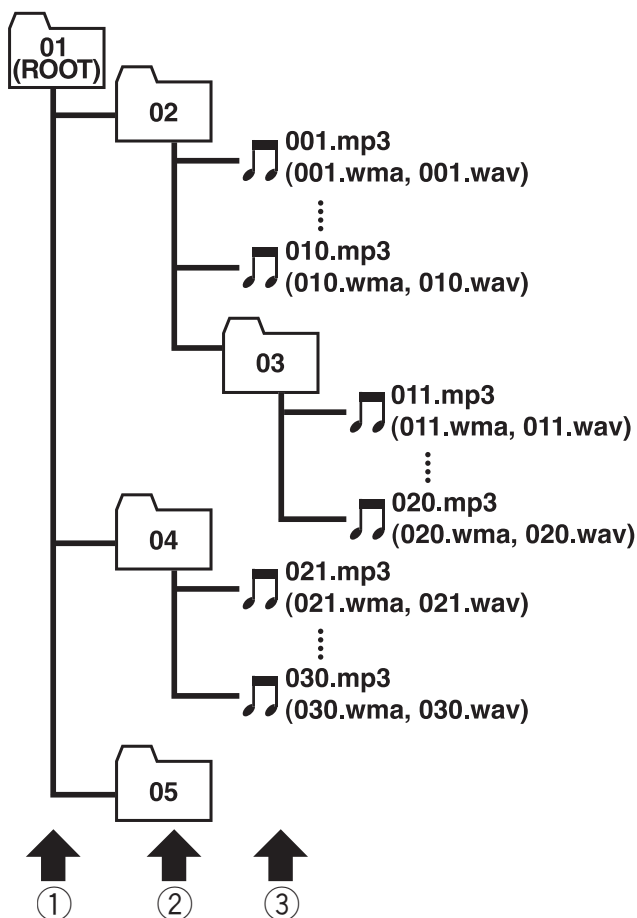 01
(ROOT)
02
001.mp3
(001.wma, 001.wav)
010.mp3
(010.wma, 010.wav)
03
011.mp3
(011.wma, 011.wav)
020.mp3
(020.wma, 020.wav)
04
021.mp3
(021.wma, 021.wav)
030.mp3
(030.wma, 030.wav)
05
① ② ③